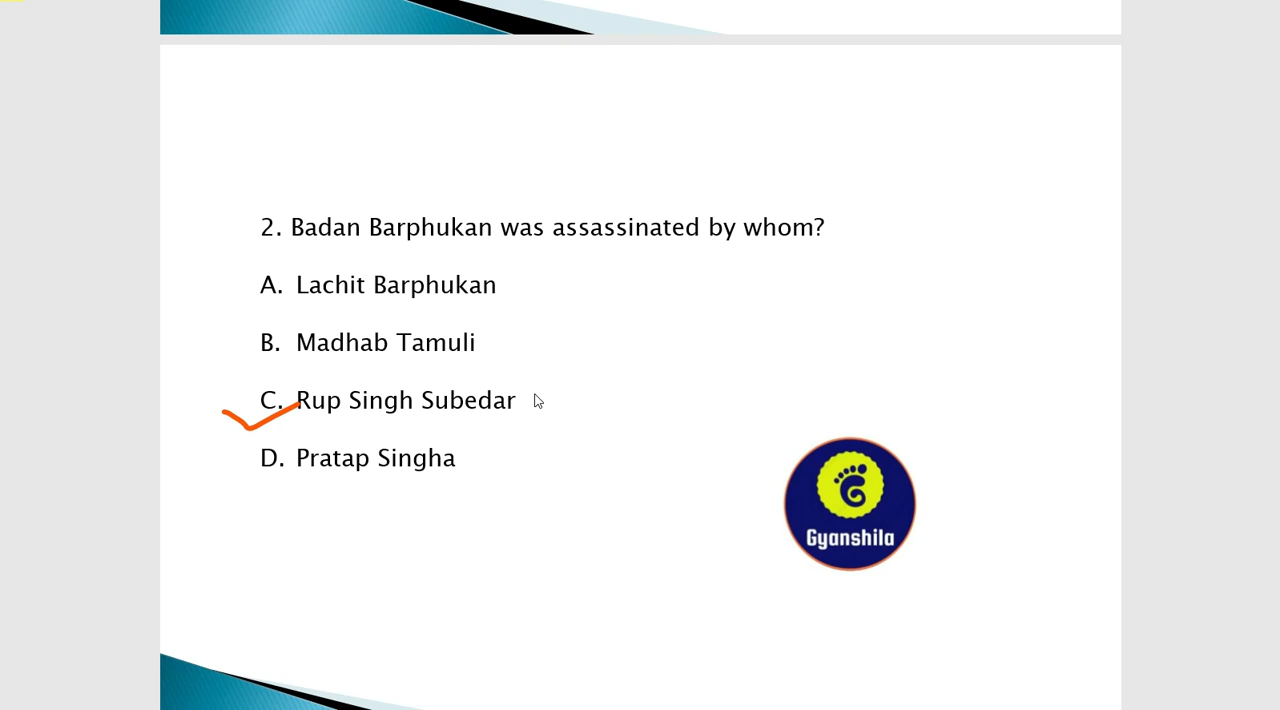 2. Badan Barphukan was assassinated by whom?
A. Lachit Barphukan
B. Madhab Tamuli
C. Rup Singh Subedar
D. Pratap Singha
Gyanshila